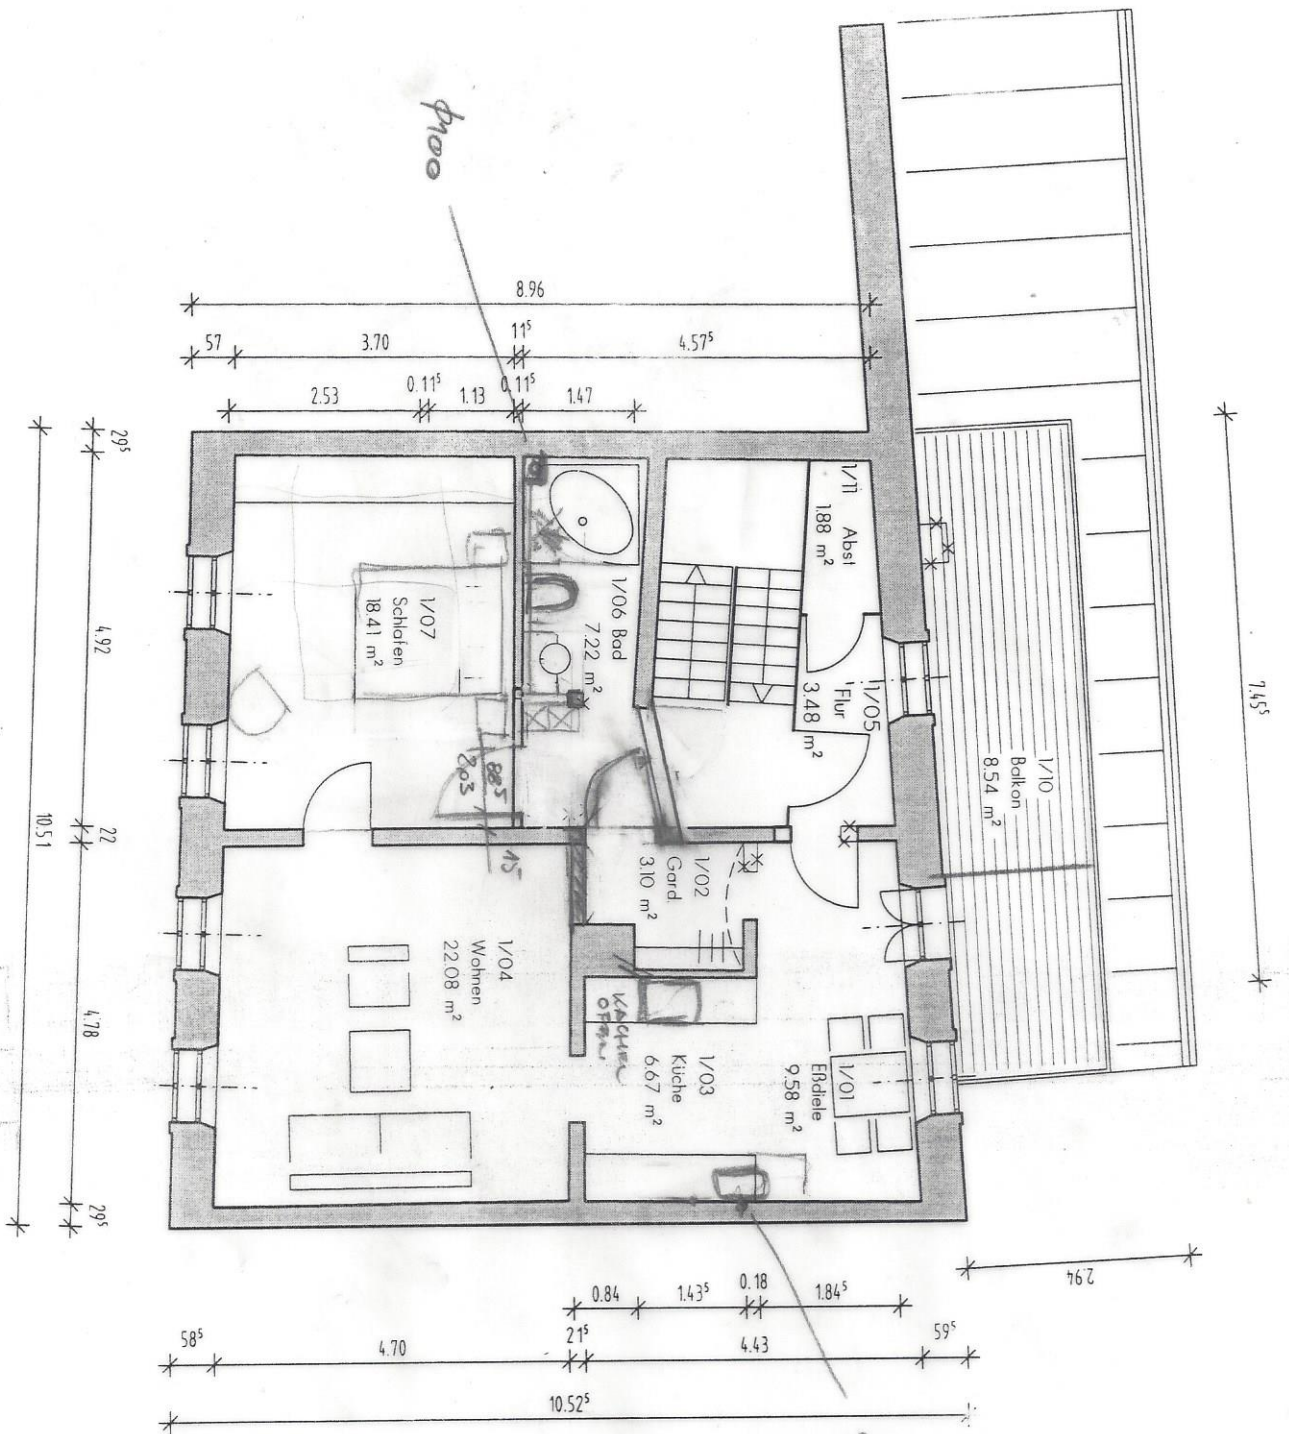 ϕ100
8.96
57
3.70
11⁵
4.57⁵
2.53
0.11⁵
1.13
0.11⁵
1.47
29⁵
4.92
22
4.78
29⁵
10.51
7.45⁵
2.94
1/11 Abst
1.88 m²
1/06 Bad
7.22 m²
1/07
Schlafen
18.41 m²
1/05
Flur
3.48 m²
1/10
Balkon
8.54 m²
88⁵
203
15
1/02
Gard.
3.10 m²
1/04
Wohnen
22.08 m²
KACHEL
OFEN
1/03
Küche
6.67 m²
1/01
Eßdiele
9.58 m²
0.84
1.43⁵
0.18
1.84⁵
58⁵
4.70
21⁵
4.43
59⁵
10.52⁵